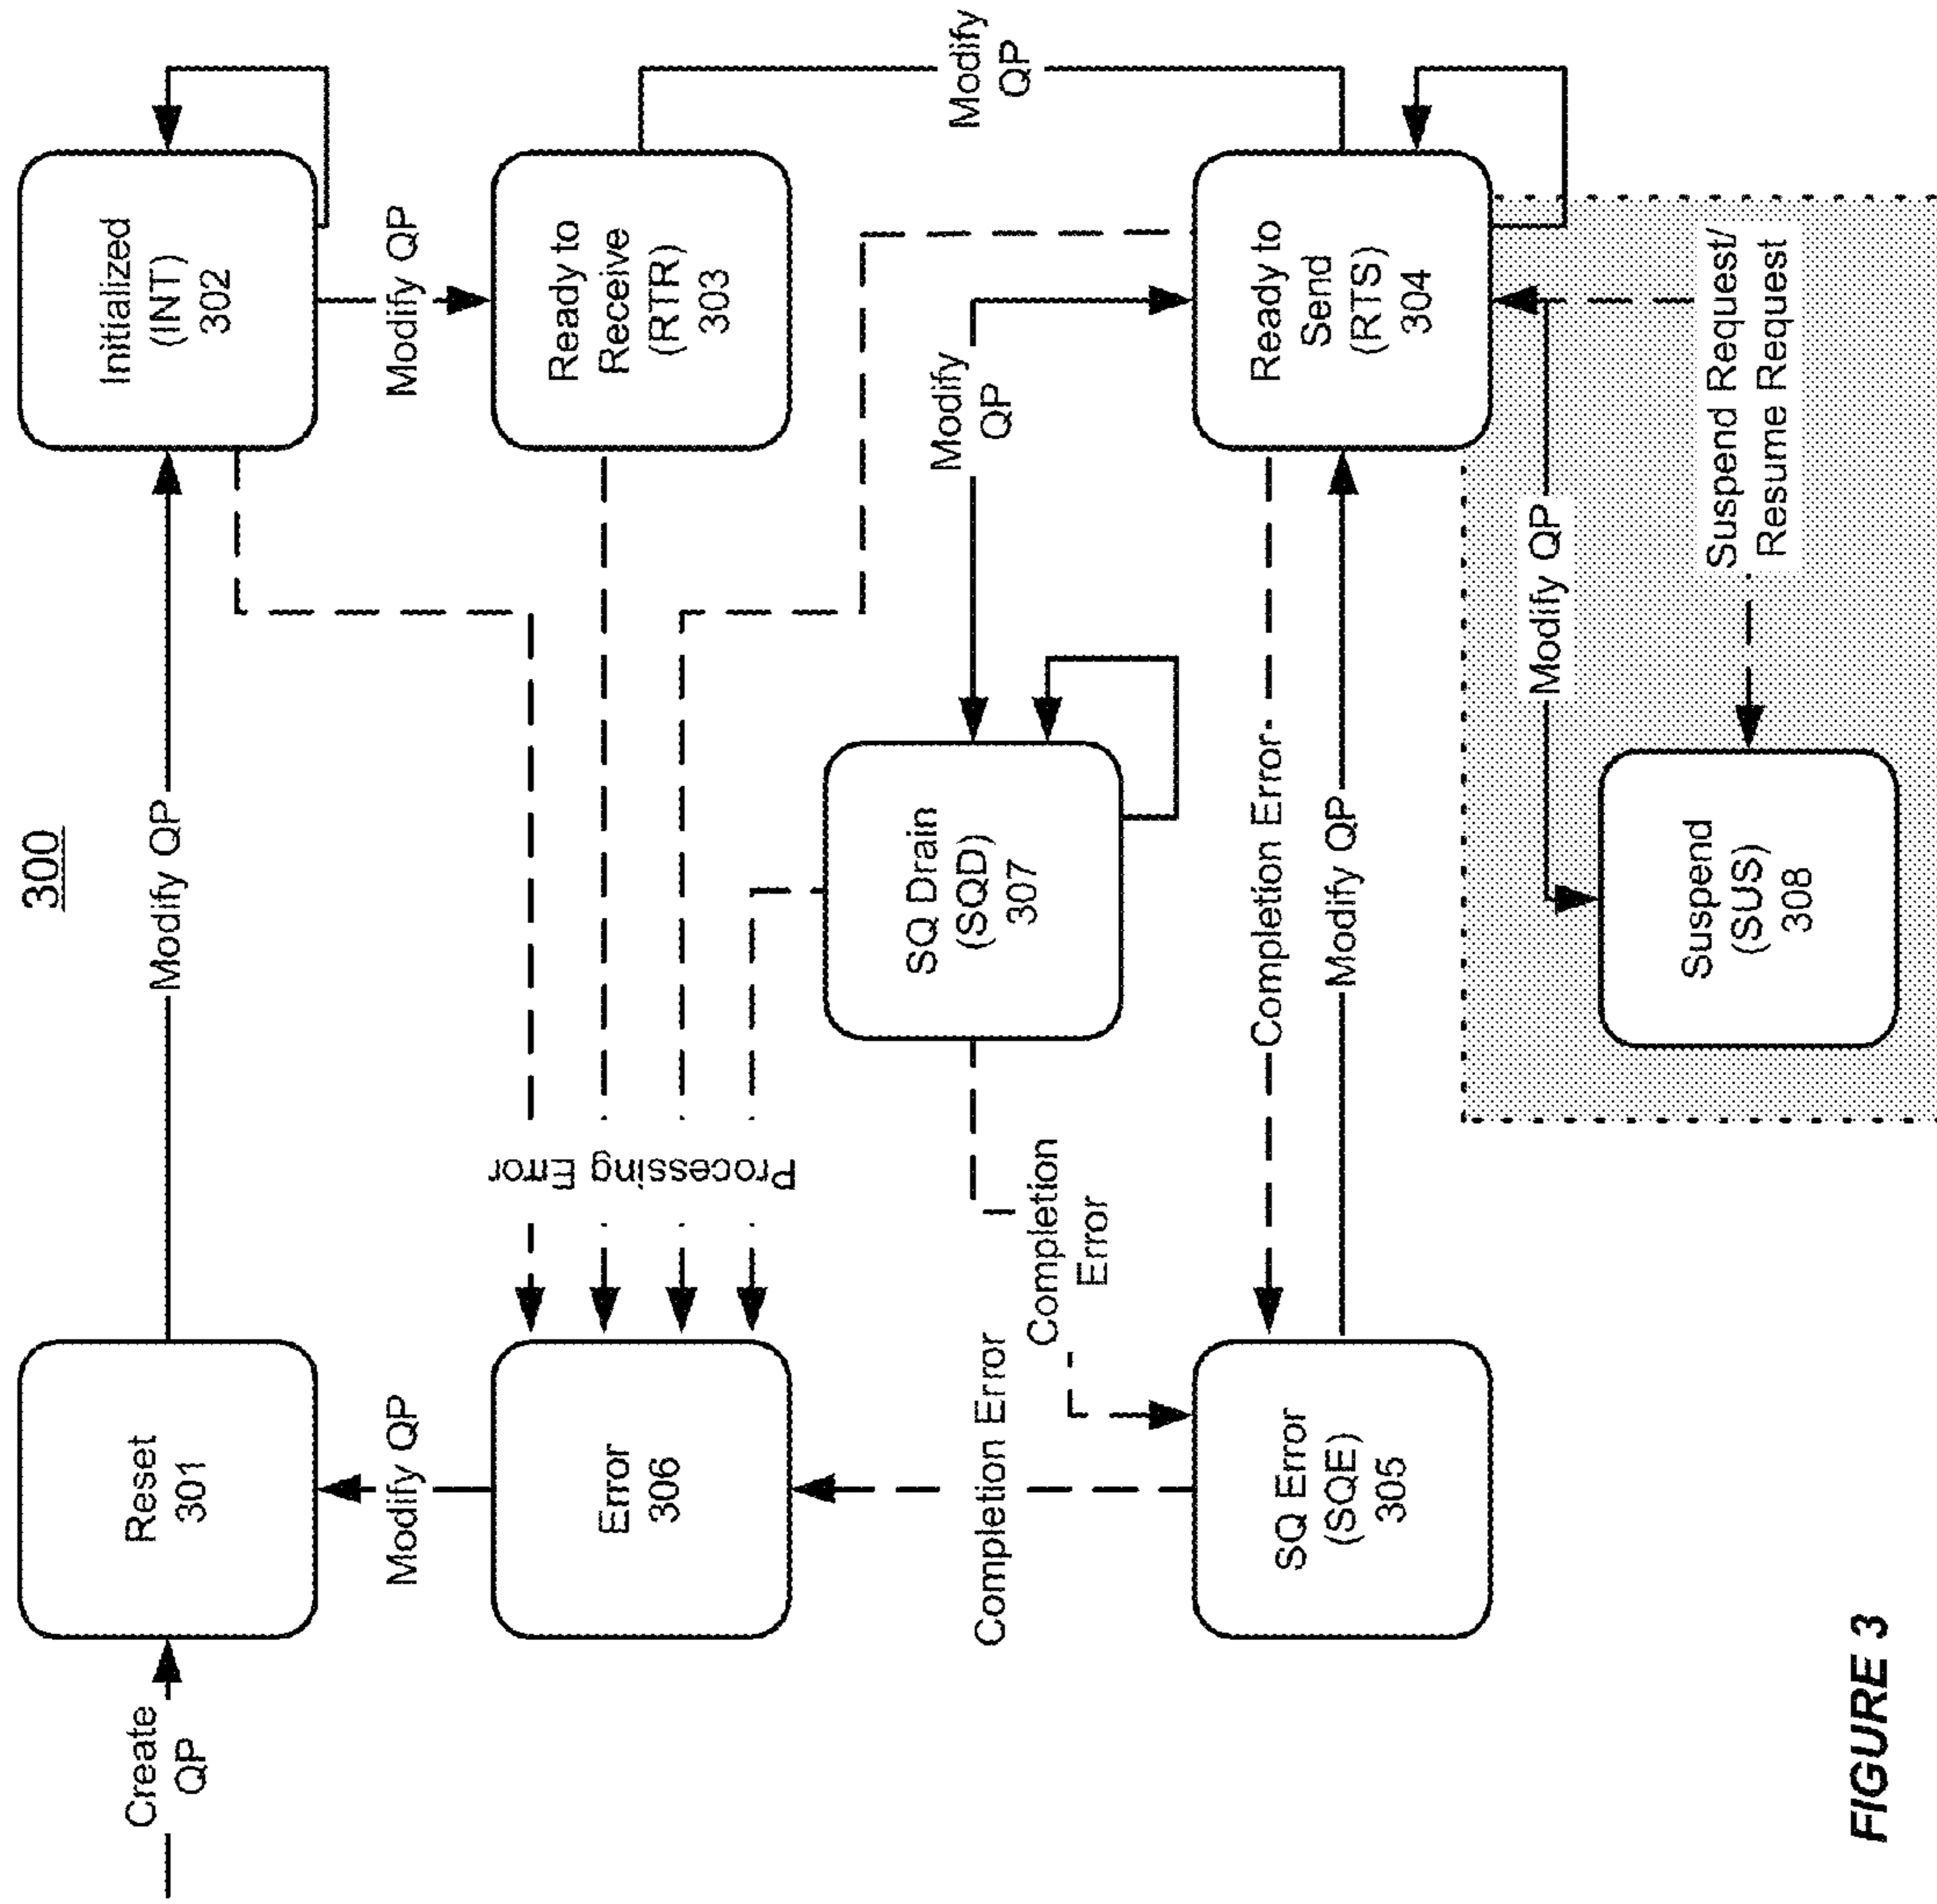 300
Create
QP
Reset
301
Modify QP
Initialized
(INT)
302
Modify QP
Modify QP
Error
306
Processing Error
Ready to
Receive
(RTR)
303
Modify
QP
SQ Drain
(SQD)
307
Modify
QP
Completion Error
Completion
Error
SQ Error
(SQE)
305
Completion Error
Modify QP
Ready to
Send
(RTS)
304
Modify QP
Suspend
(SUS)
308
Suspend Request/
Resume Request
FIGURE 3